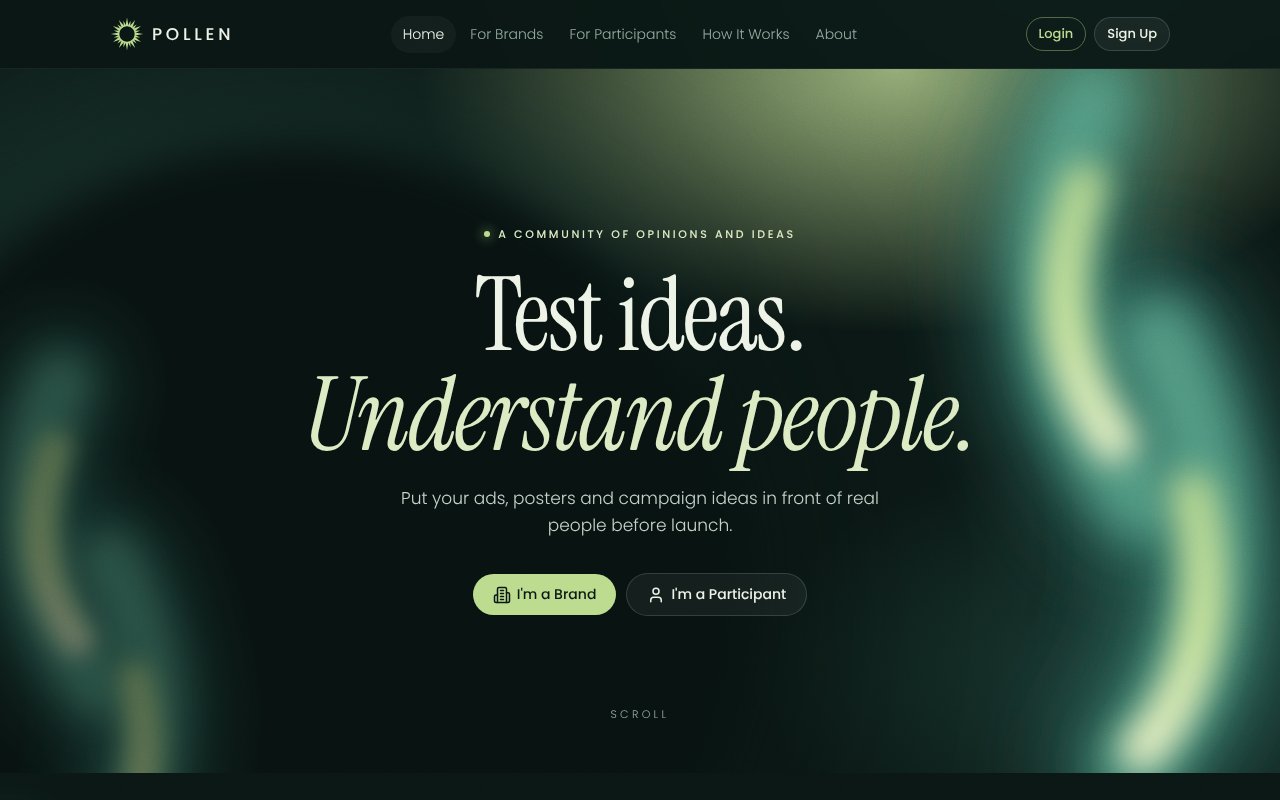 POLLEN
Home For Brands For Participants How It Works About
Login Sign Up
A COMMUNITY OF OPINIONS AND IDEAS
Test ideas.
Understand people.
Put your ads, posters and campaign ideas in front of real
people before launch.
I'm a Brand I'm a Participant
SCROLL